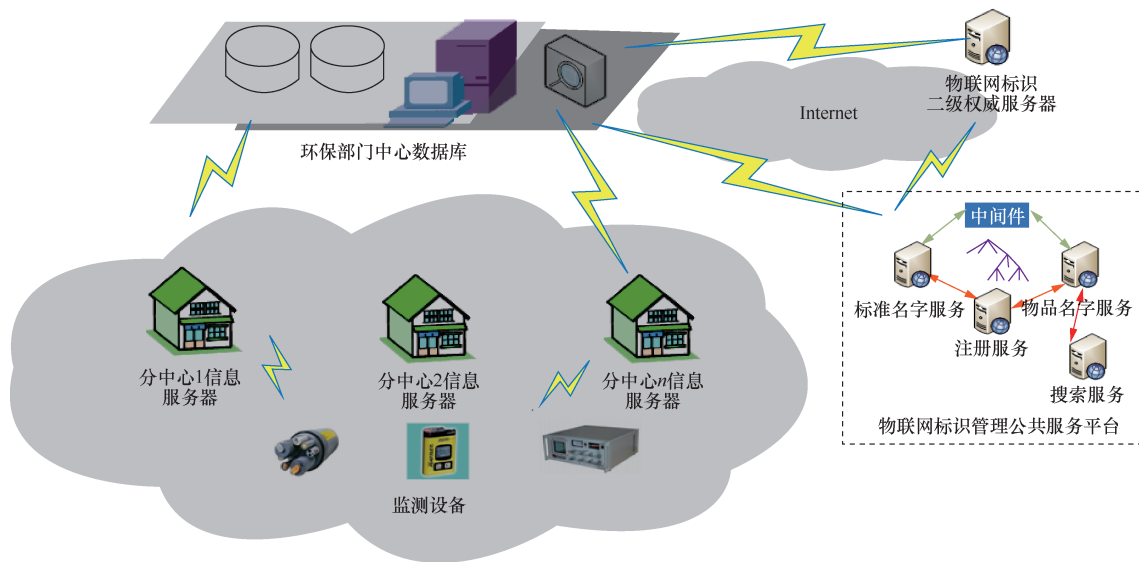 物联网标识
二级权威服务器
Internet
环保部门中心数据库
中间件
标准名字服务
物品名字服务
注册服务
搜索服务
物联网标识管理公共服务平台
分中心1信息
服务器
分中心2信息
服务器
分中心n信息
服务器
监测设备